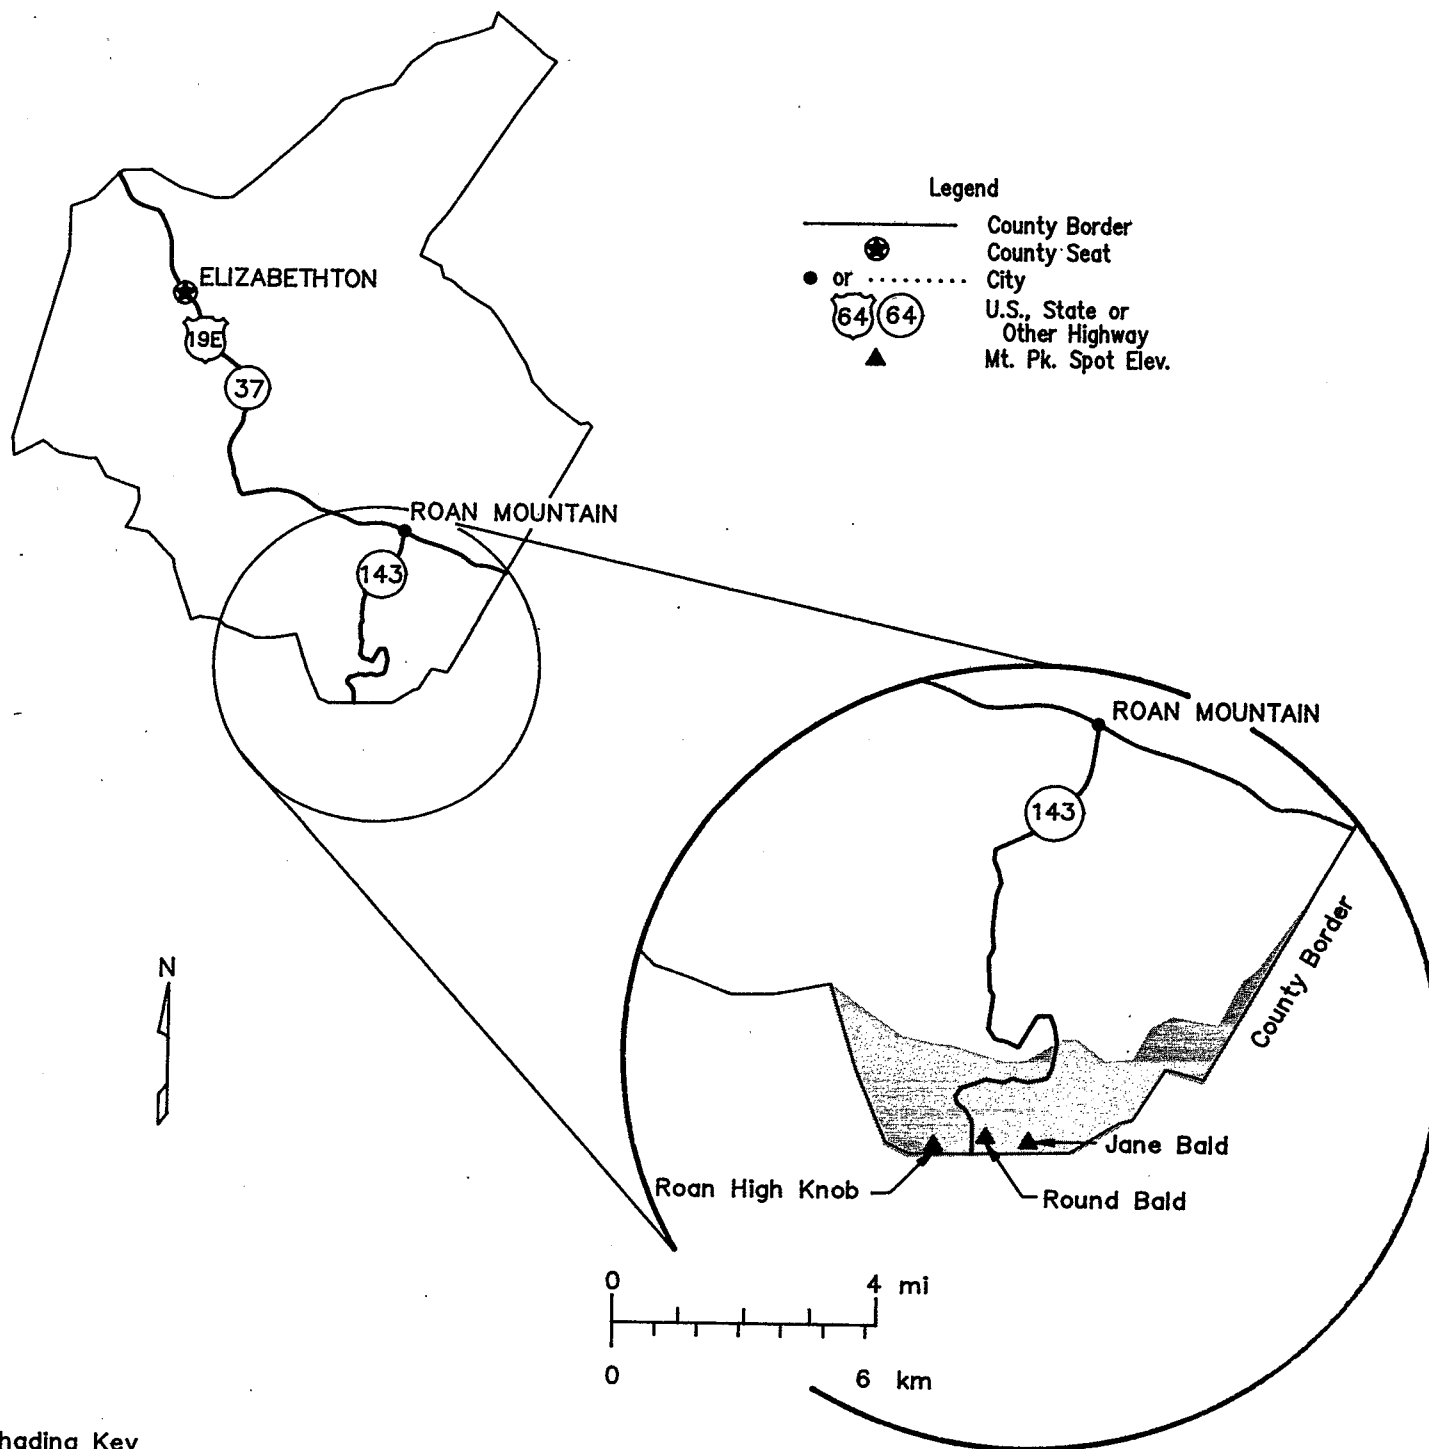 Legend
County Border
County Seat
or
City
64 64
U.S., State or
Other Highway
Mt. Pk. Spot Elev.
ELIZABETHTON
19E
37
ROAN MOUNTAIN
143
ROAN MOUNTAIN
143
County Border
N
Jane Bald
Roan High Knob
Round Bald
0 4 mi
0 6 km
hading Key